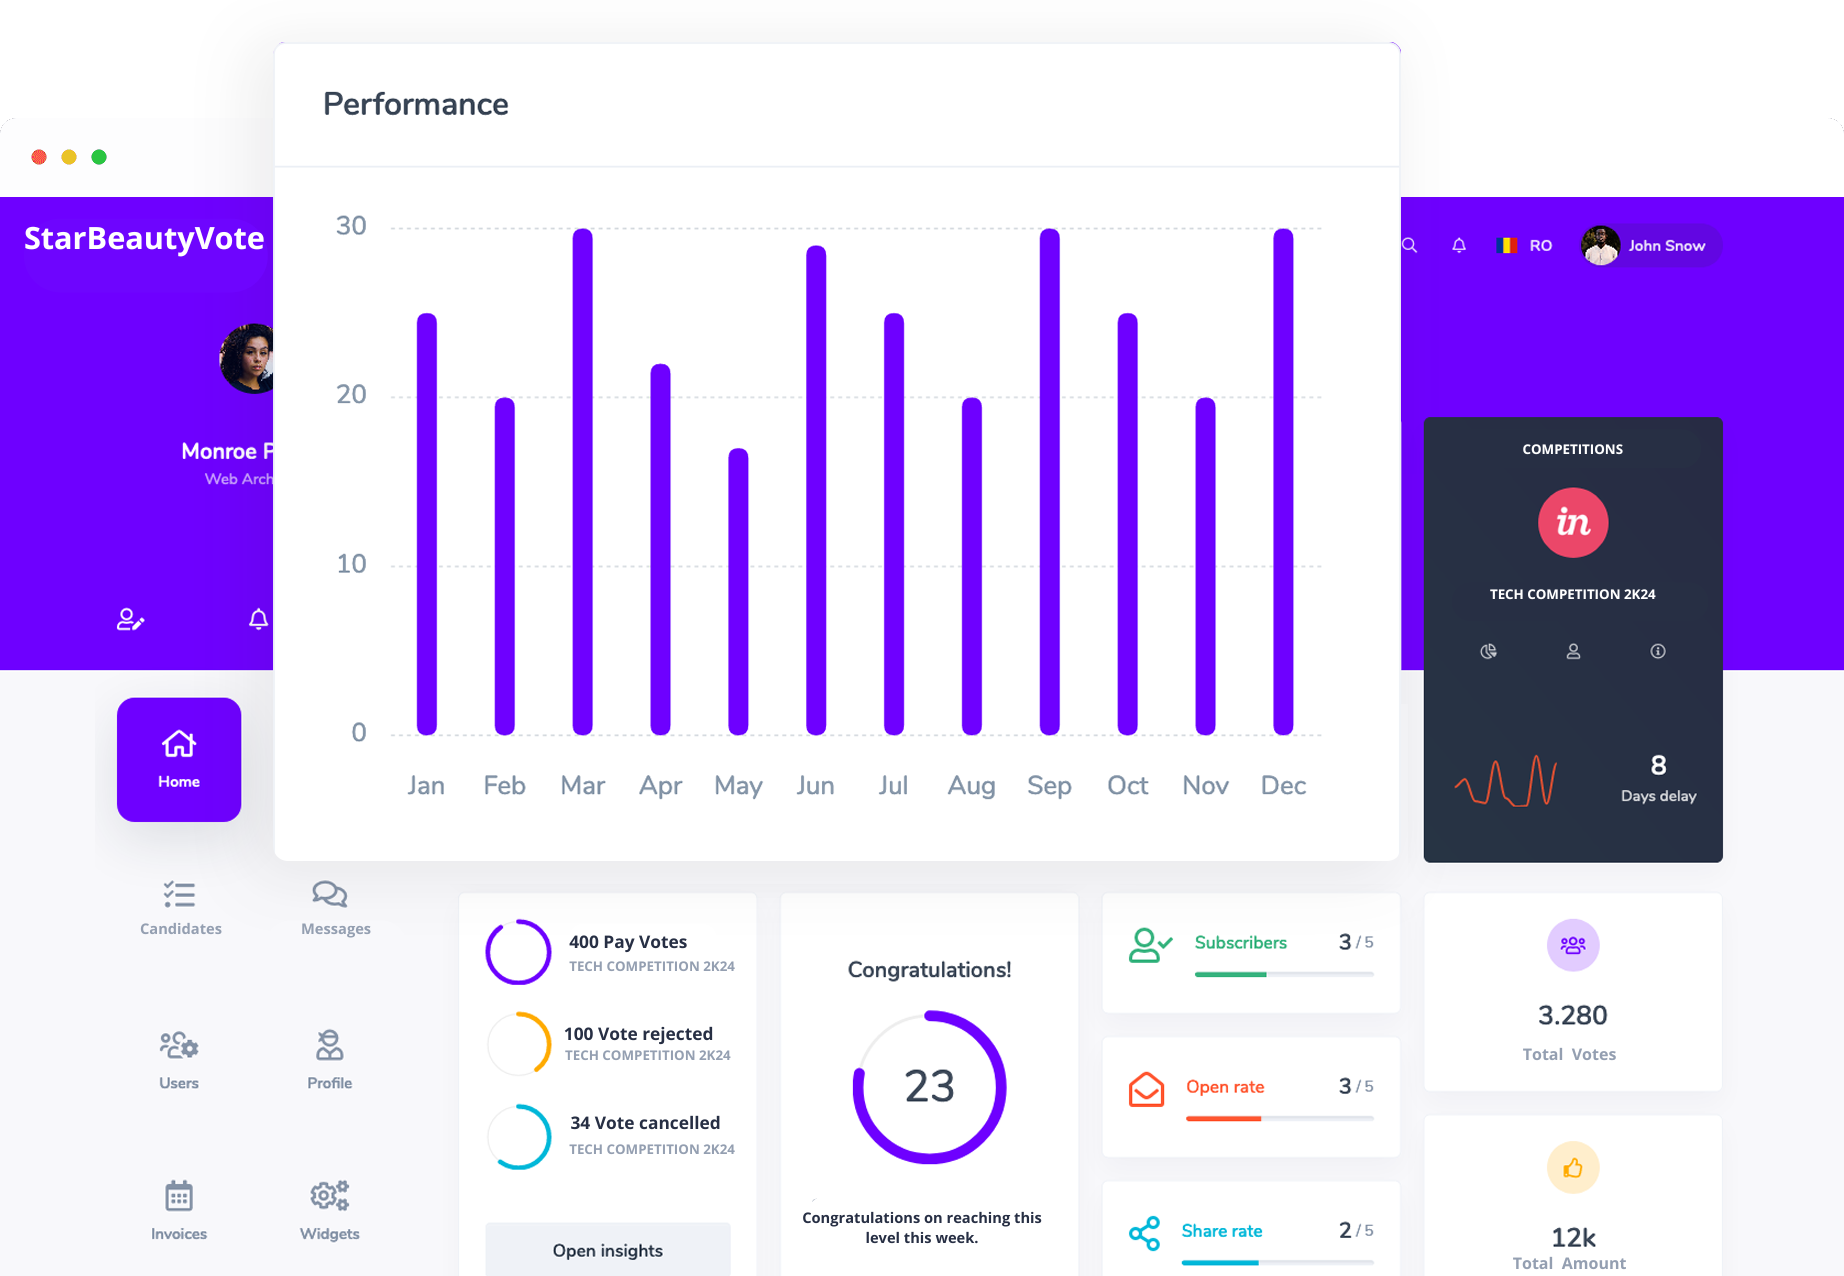 Performance
StarBeautyVote
RO
John Snow
30
20
10
0
Jan Feb Mar Apr May Jun Jul Aug Sep Oct Nov Dec
Monroe
Web
COMPETITIONS
in
TECH COMPETITION 2K24
8
Days delay
Home
Candidates
Messages
Users
Profile
Invoices
Widgets
400 Pay Votes
TECH COMPETITION 2K24
100 Vote rejected
TECH COMPETITION 2K24
34 Vote cancelled
TECH COMPETITION 2K24
Open insights
Congratulations!
23
Congratulations on reaching this
level this week.
Subscribers 3 / 5
Open rate 3 / 5
Share rate 2 / 5
3.280
Total Votes
12k
Total Amount